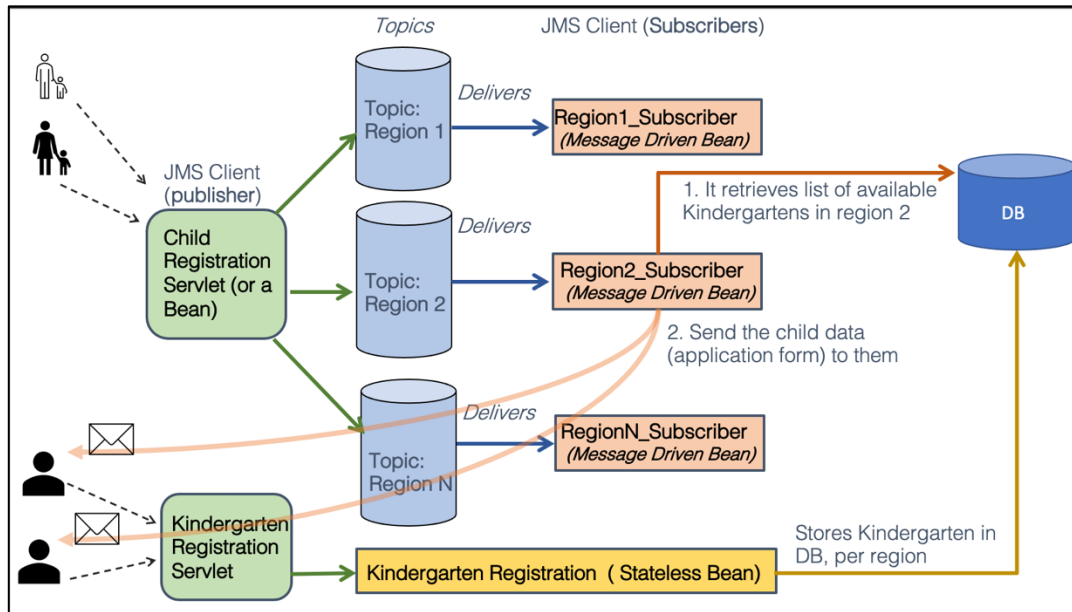 Topics
JMS Client (Subscribers)
Topic:
Region 1
Delivers
Region1_Subscriber
(Message Driven Bean)
JMS Client
(publisher)
Child
Registration
Servlet (or a
Bean)
1. It retrieves list of available
Kindergartens in region 2
DB
Topic:
Region 2
Delivers
Region2_Subscriber
(Message Driven Bean)
2. Send the child data
(application form) to them
Topic:
Region N
Delivers
RegionN_Subscriber
(Message Driven Bean)
Kindergarten
Registration
Servlet
Kindergarten Registration ( Stateless Bean)
Stores Kindergarten in
DB, per region